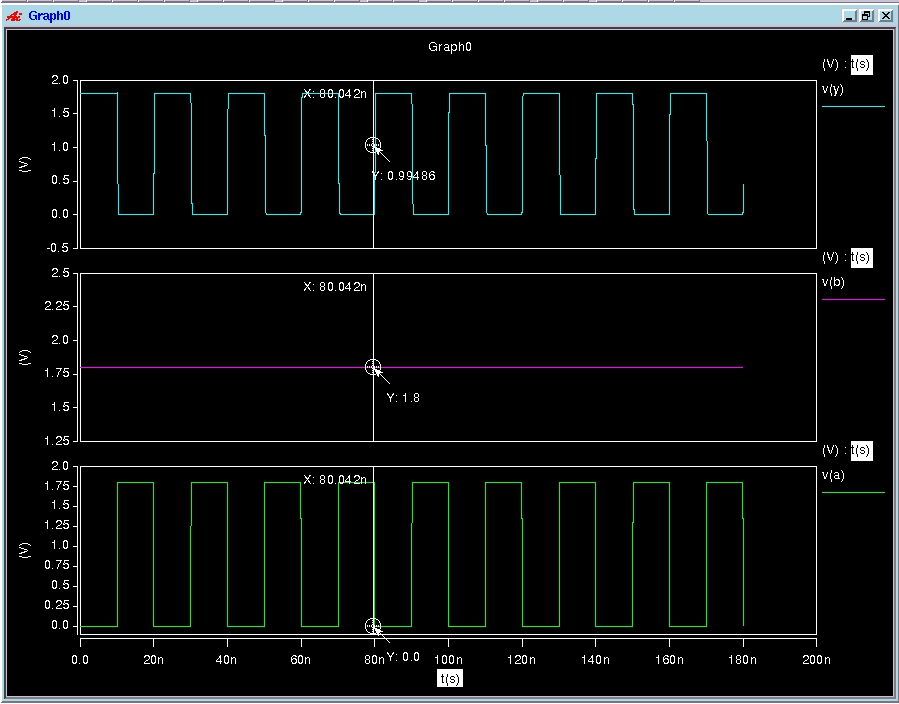 Graph0
Graph0
(V) : t(s)
v(y)
2.0
1.5
1.0
0.5
0.0
-0.5
(V)
X: 80.042n
Y: 0.99486
(V) : t(s)
v(b)
2.5
2.25
2.0
1.75
1.5
1.25
(V)
X: 80.042n
Y: 1.8
(V) : t(s)
v(a)
2.0
1.75
1.5
1.25
1.0
0.75
0.5
0.25
0.0
(V)
X: 80.042n
Y: 0.0
0.0 20n 40n 60n 80n 100n 120n 140n 160n 180n 200n
t(s)